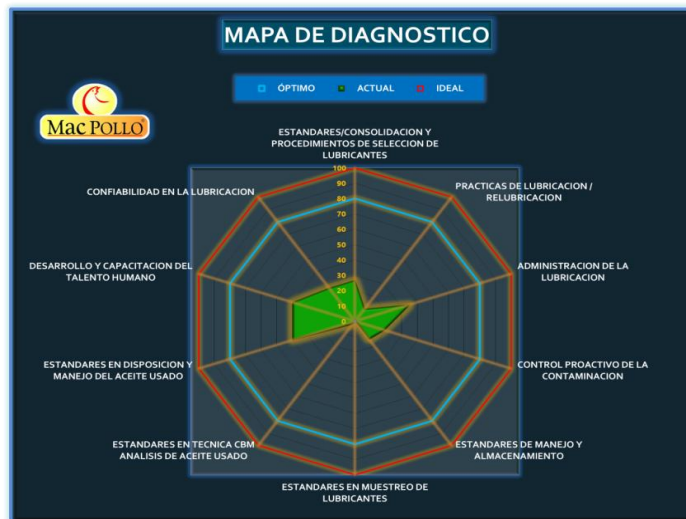 MAPA DE DIAGNOSTICO
ÓPTIMO ACTUAL IDEAL
MAC POLLO
ESTANDARES/CONSOLIDACION Y
PROCEDIMIENTOS DE SELECCION DE
LUBRICANTES
PRACTICAS DE LUBRICACION /
RELUBRICACION
ADMINISTRACION DE LA
LUBRICACION
CONTROL PROACTIVO DE LA
CONTAMINACION
ESTANDARES DE MANEJO Y
ALMACENAMIENTO
ESTANDARES EN MUESTREO DE
LUBRICANTES
ESTANDARES EN TECNICA CBM
ANALISIS DE ACEITE USADO
ESTANDARES EN DISPOSICION Y
MANEJO DEL ACEITE USADO
DESARROLLO Y CAPACITACION DEL
TALENTO HUMANO
CONFIABILIDAD EN LA LUBRICACION
100
90
80
70
60
50
40
30
20
10
0